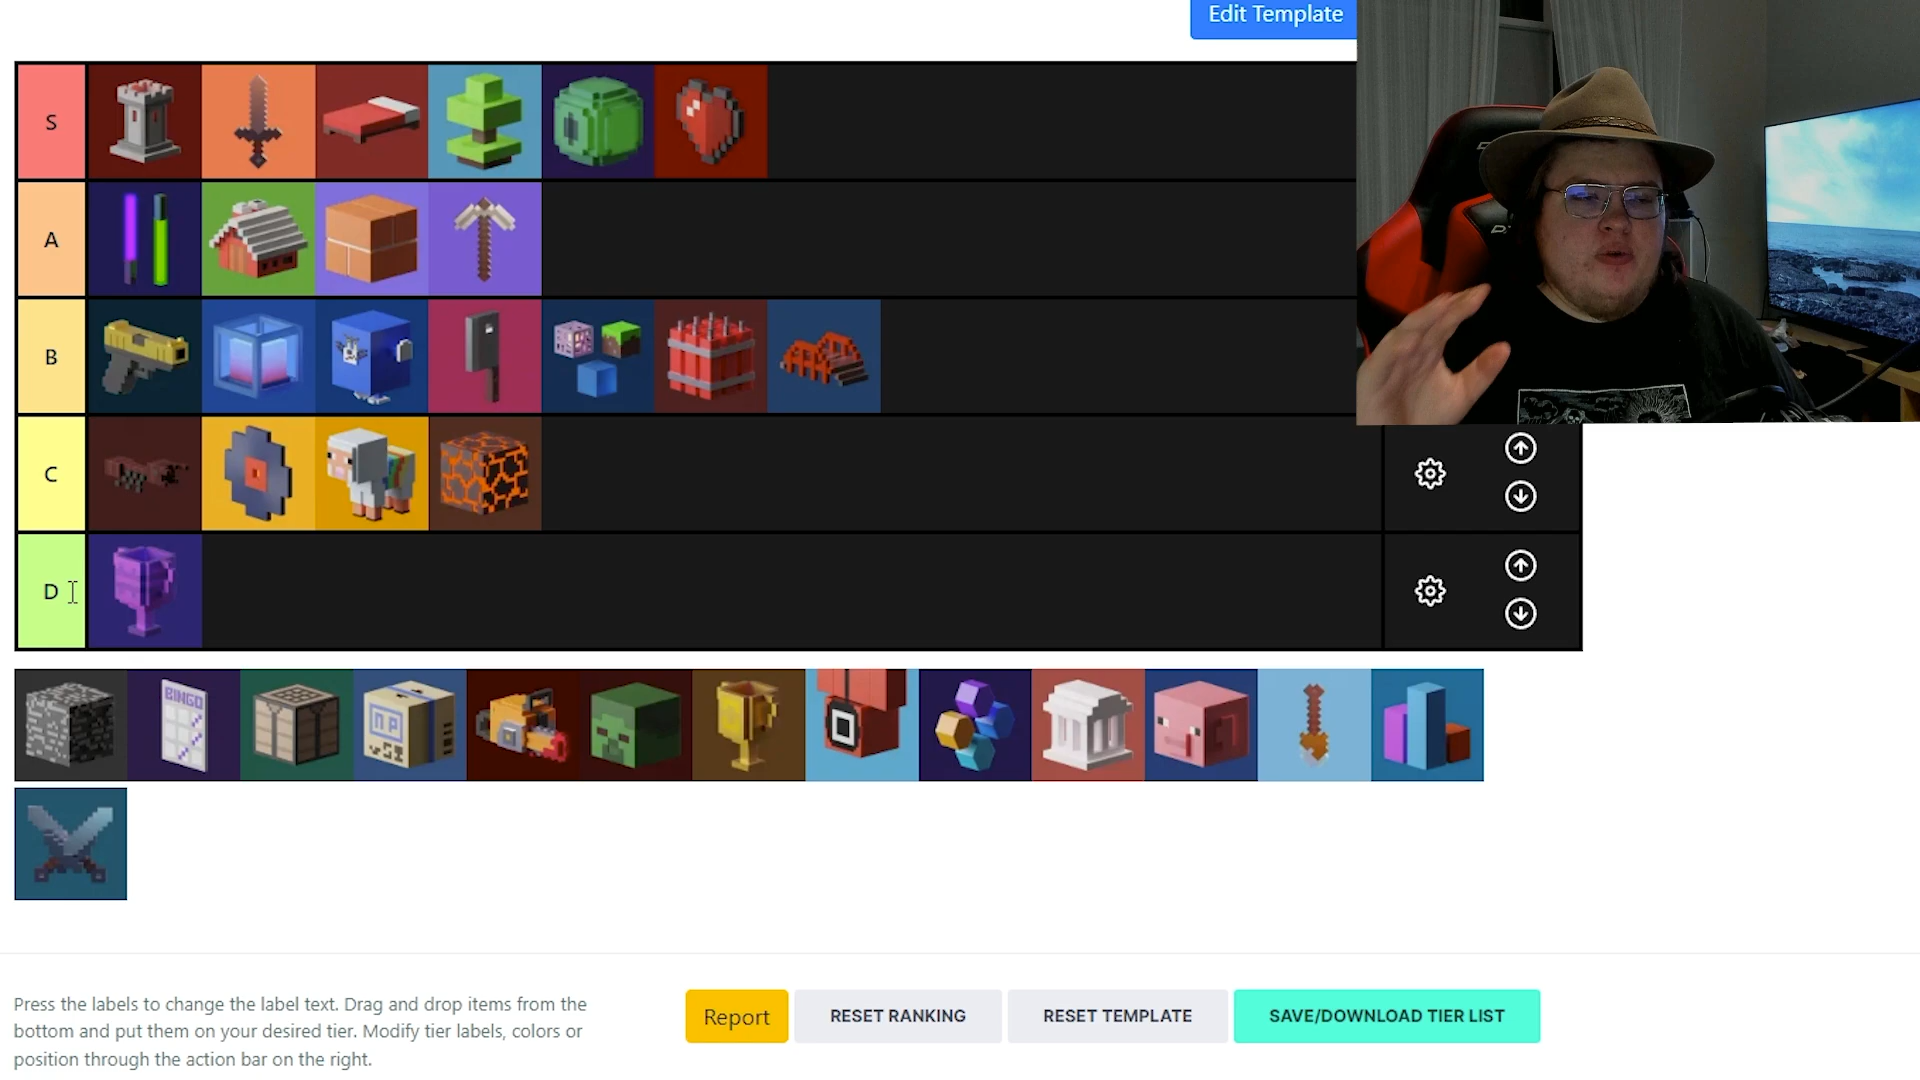 Edit Template
S
A
B
C
D
BINGO
Press the labels to change the label text. Drag and drop items from the
bottom and put them on your desired tier. Modify tier labels, colors or
position through the action bar on the right.
Report
RESET RANKING
RESET TEMPLATE
SAVE/DOWNLOAD TIER LIST